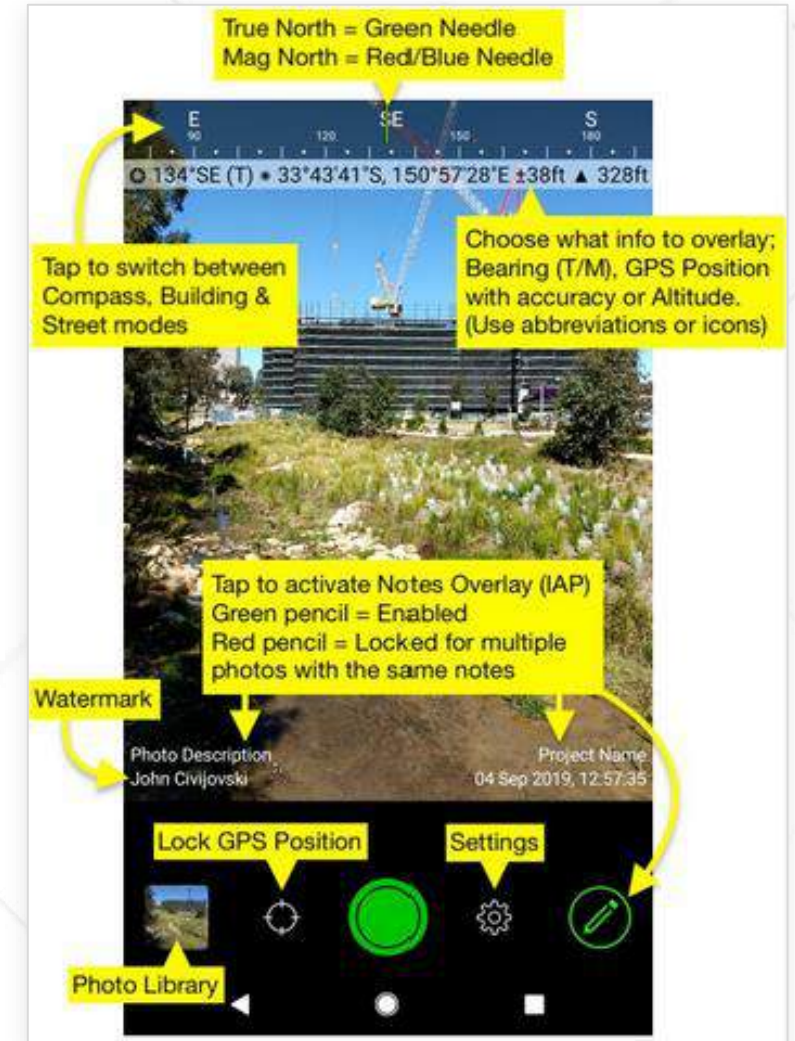 True North = Green Needle
Mag North = Red/Blue Needle
E SE S
90 120 150 180
134°SE (T) • 33°43'41"S, 150°57'28"E ±38ft ▲ 328ft
Tap to switch between
Compass, Building &
Street modes
Choose what info to overlay;
Bearing (T/M), GPS Position
with accuracy or Altitude.
(Use abbreviations or icons)
Tap to activate Notes Overlay (IAP)
Green pencil = Enabled
Red pencil = Locked for multiple
photos with the same notes
Watermark
Photo Description
Project Name
John Civijovski
04 Sep 2019, 12:57:35
Lock GPS Position
Settings
Photo Library